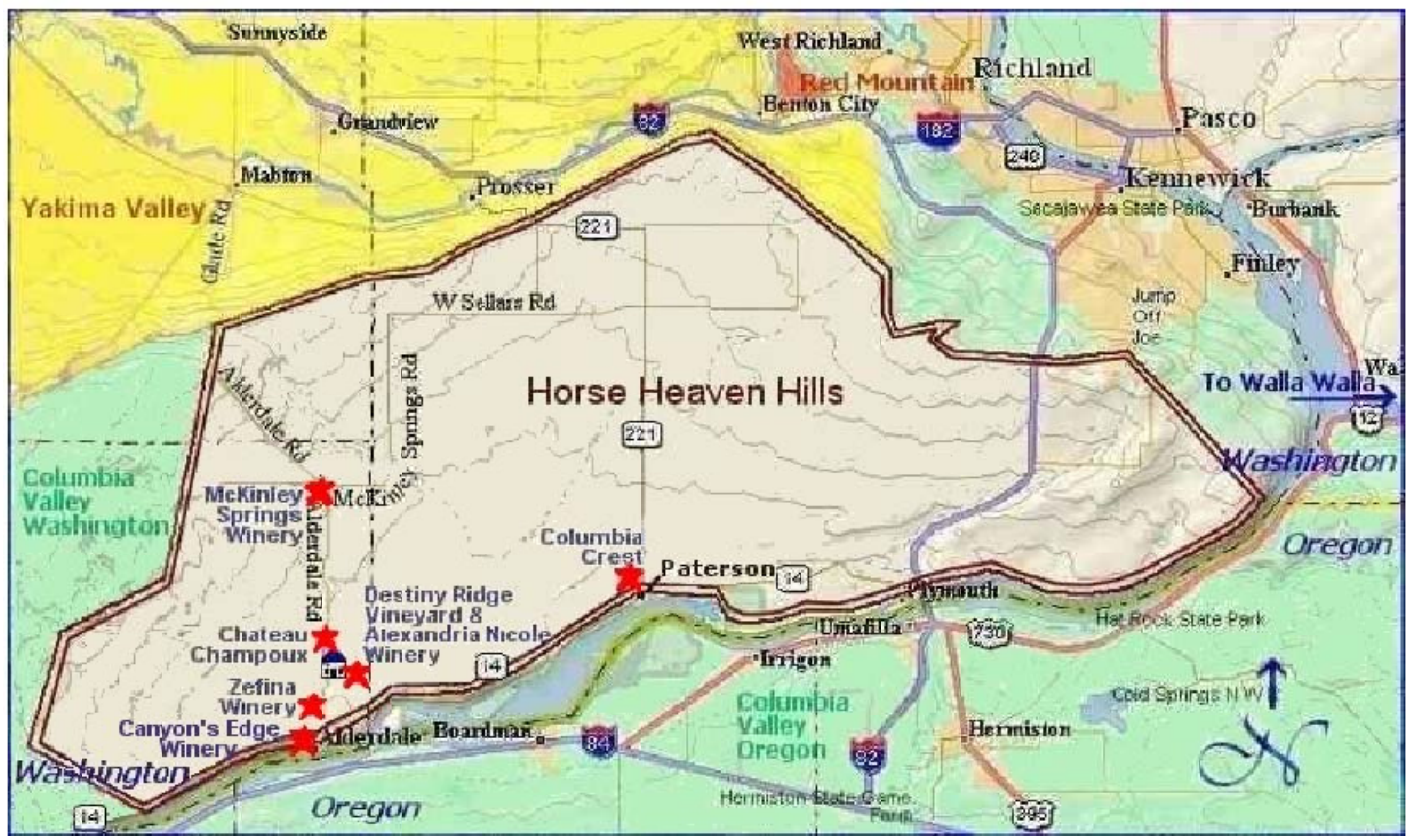 Sunnyside
West Richland
Red Mountain
Richland
Benton City
82
182
Pasco
Grandview
240
Mabton
Prosser
Kennewick
Yakima Valley
Glade Rd
Sacajawea State Park
Burbank
221
Finley
W Sellars Rd
Jump
Off
Joe
Alderdale Rd
Springs Rd
Horse Heaven Hills
To Walla Walla
Wa
12
221
Washington
Columbia
Valley
Washington
McKinley
Springs
Winery
McKinley
Alderdale Rd
Columbia
Crest
Oregon
Paterson
14
Destiny Ridge
Vineyard &
Alexandria Nicole
Winery
Plymouth
Chateau
Champoux
Umatilla
730
Hat Rock State Park
14
Irrigon
Zefina
Winery
Columbia
Valley
Oregon
Cold Springs N W
Canyon's Edge
Winery
Alderdale
Boardman
84
82
Hermiston
N
Washington
14
Oregon
Hermiston State Game
Farm
395